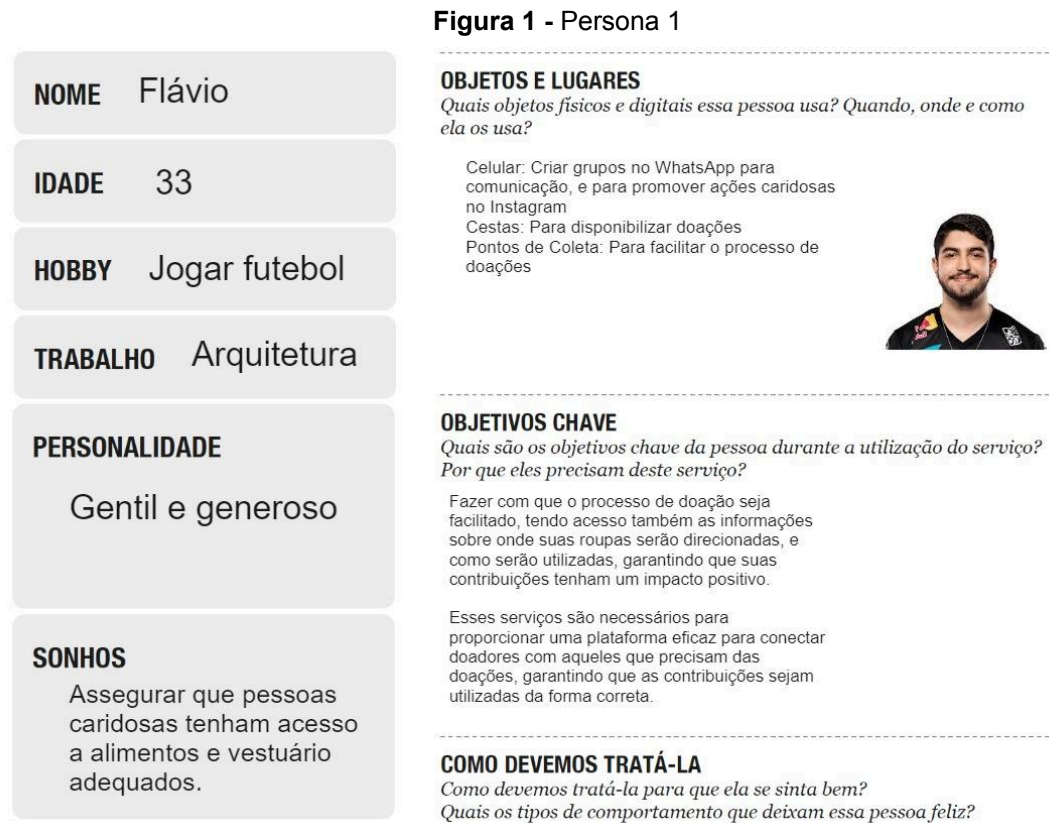 Figura 1 - Persona 1
NOME Flávio
IDADE 33
HOBBY Jogar futebol
TRABALHO Arquitetura
PERSONALIDADE
Gentil e generoso
SONHOS
Assegurar que pessoas
caridosas tenham acesso
a alimentos e vestuário
adequados.
OBJETOS E LUGARES
Quais objetos físicos e digitais essa pessoa usa? Quando, onde e como
ela os usa?
Celular: Criar grupos no WhatsApp para
comunicação, e para promover ações caridosas
no Instagram
Cestas: Para disponibilizar doações
Pontos de Coleta: Para facilitar o processo de
doações
OBJETIVOS CHAVE
Quais são os objetivos chave da pessoa durante a utilização do serviço?
Por que eles precisam deste serviço?
Fazer com que o processo de doação seja
facilitado, tendo acesso também as informações
sobre onde suas roupas serão direcionadas, e
como serão utilizadas, garantindo que suas
contribuições tenham um impacto positivo.
Esses serviços são necessários para
proporcionar uma plataforma eficaz para conectar
doadores com aqueles que precisam das
doações, garantindo que as contribuições sejam
utilizadas da forma correta.
COMO DEVEMOS TRATÁ-LA
Como devemos tratá-la para que ela se sinta bem?
Quais os tipos de comportamento que deixam essa pessoa feliz?